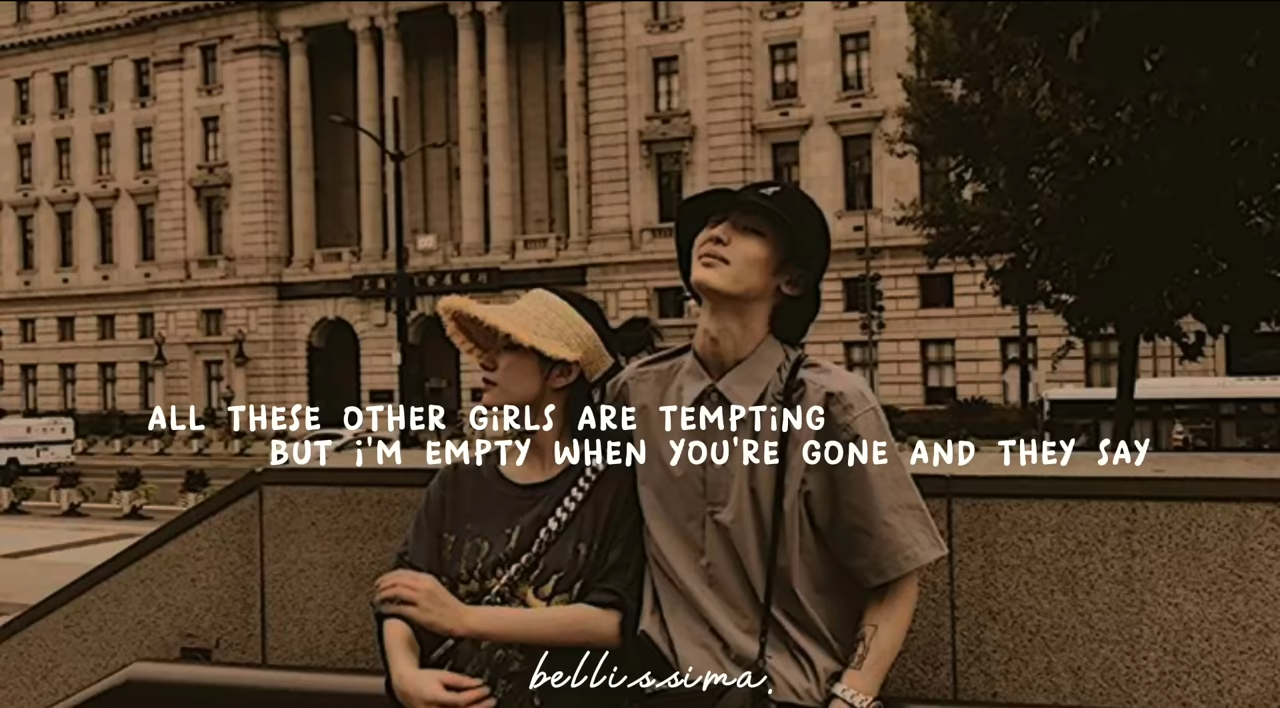 ALL THESE OTHER GiRLS ARE TEMPTiNG
BUT i'M EMPTY WHEN YOU'RE GONE AND THEY SAY
bellissima.